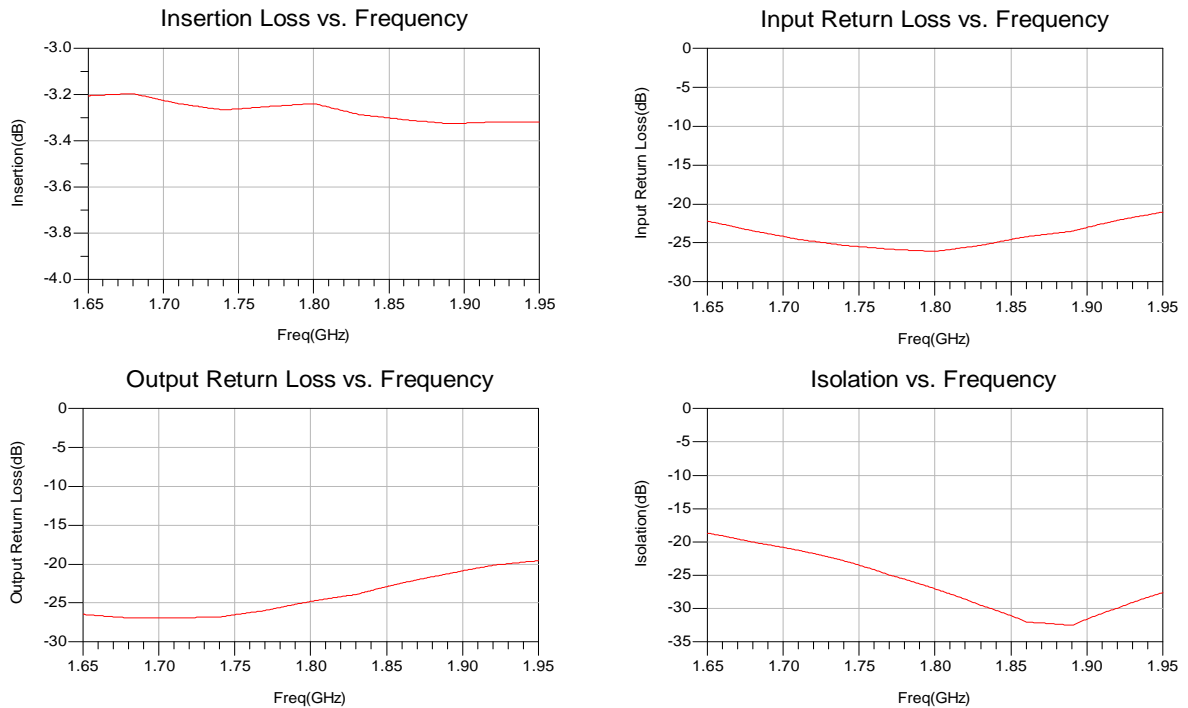 Insertion Loss vs. Frequency
Insertion(dB)
-3.0
-3.2
-3.4
-3.6
-3.8
-4.0
1.65 1.70 1.75 1.80 1.85 1.90 1.95
Freq(GHz)
Input Return Loss vs. Frequency
Input Return Loss(dB)
0
-5
-10
-15
-20
-25
-30
1.65 1.70 1.75 1.80 1.85 1.90 1.95
Freq(GHz)
Output Return Loss vs. Frequency
Output Return Loss(dB)
0
-5
-10
-15
-20
-25
-30
1.65 1.70 1.75 1.80 1.85 1.90 1.95
Freq(GHz)
Isolation vs. Frequency
Isolation(dB)
0
-5
-10
-15
-20
-25
-30
-35
1.65 1.70 1.75 1.80 1.85 1.90 1.95
Freq(GHz)